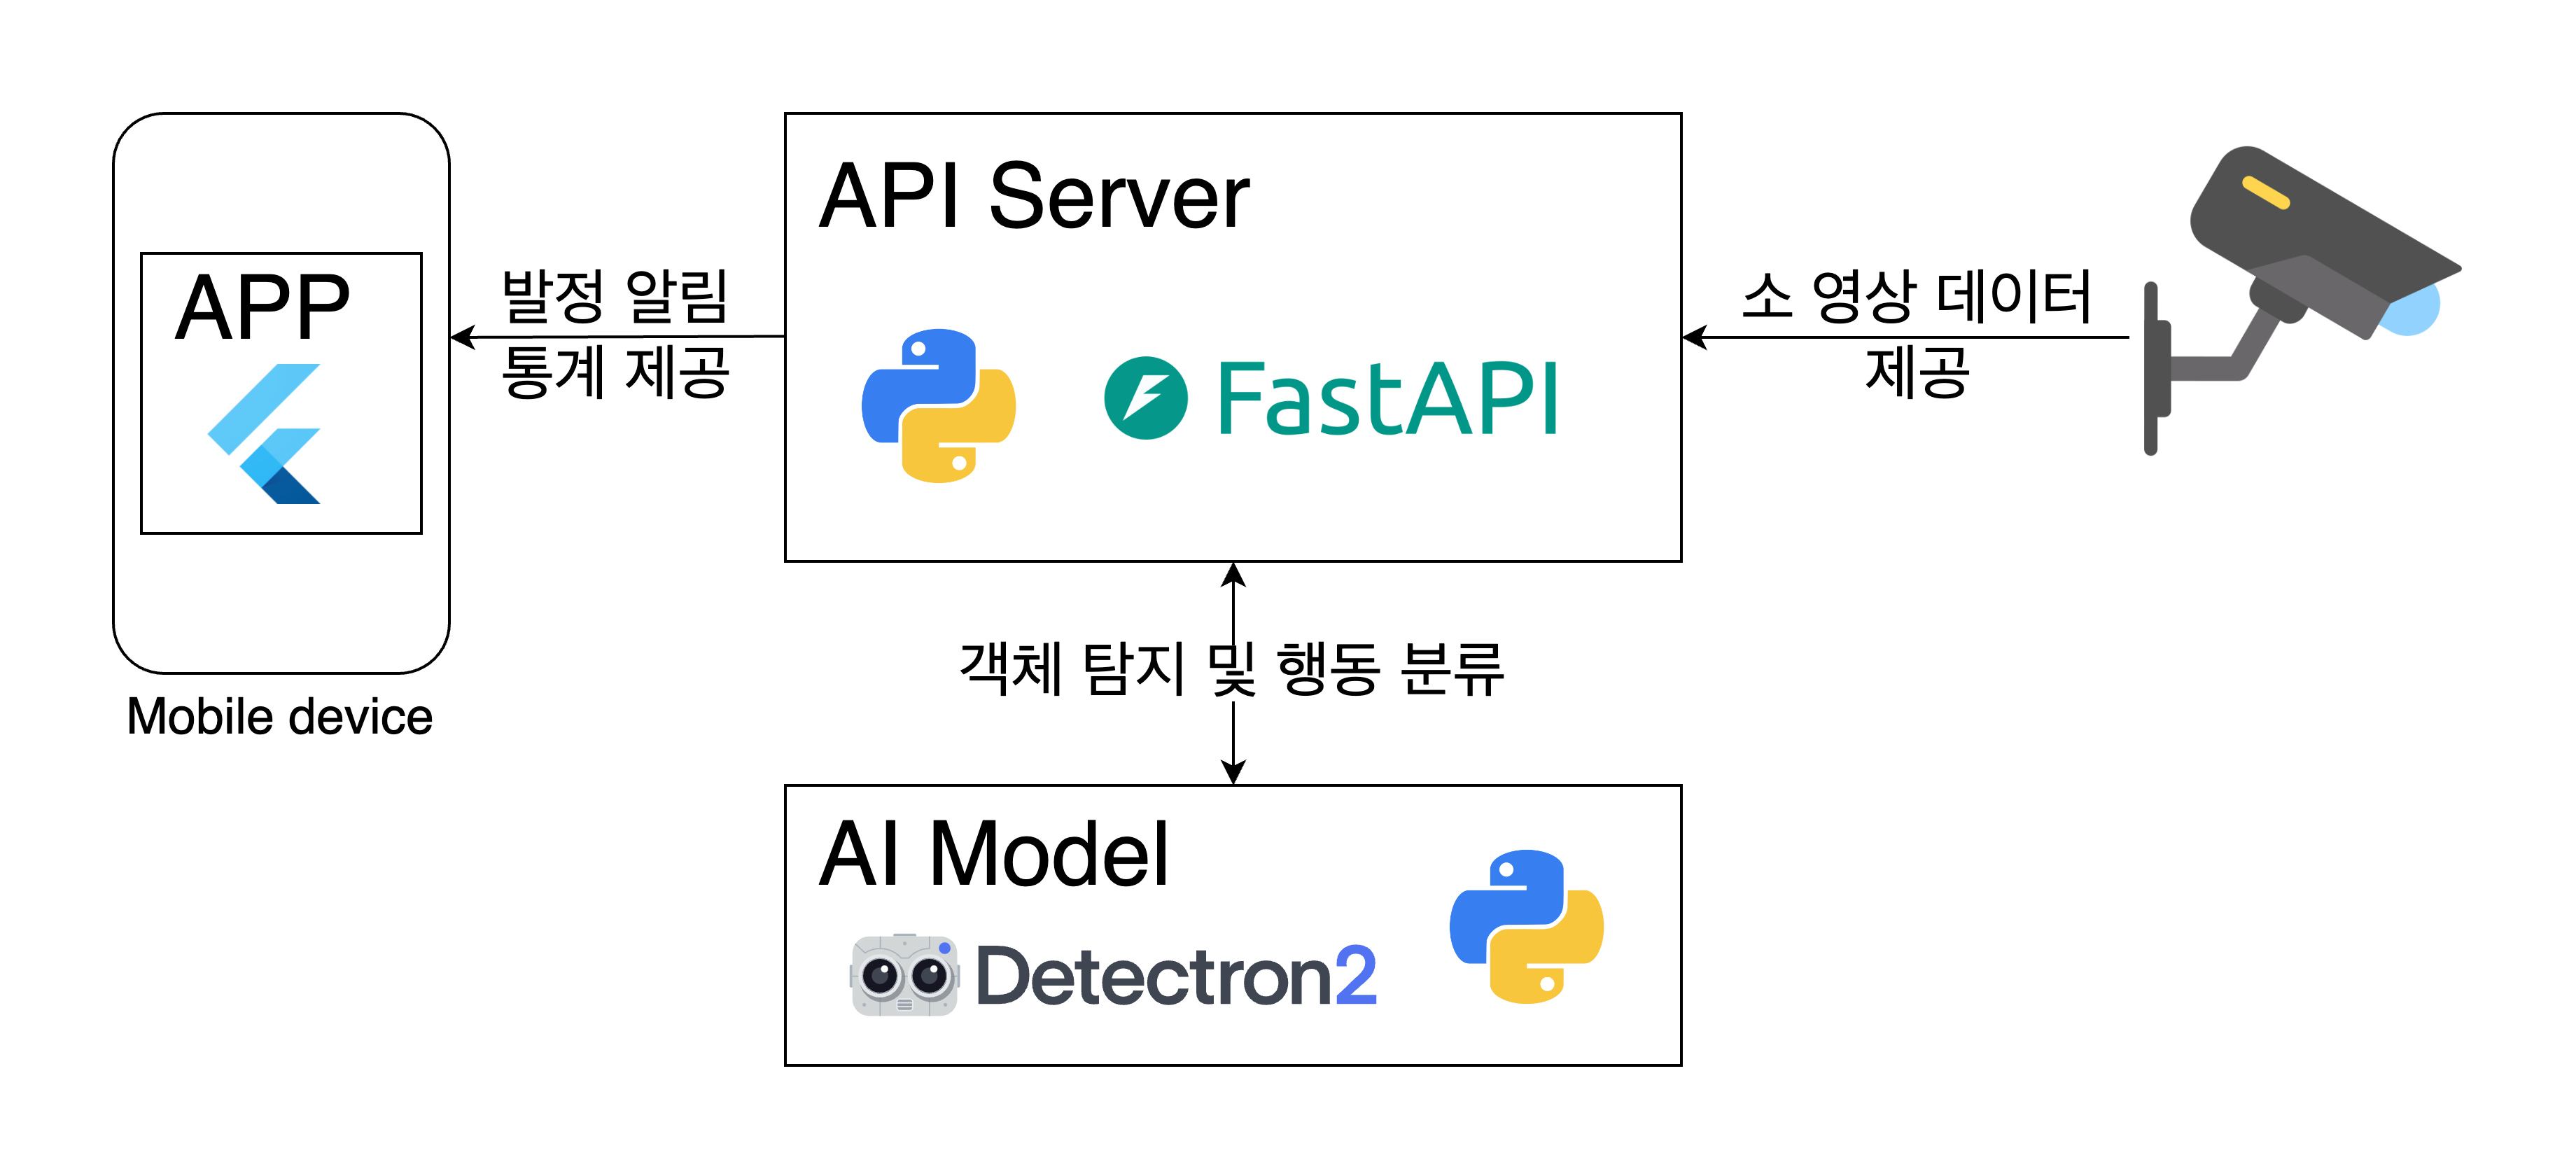 API Server
APP
발정 알림
통계 제공
FastAPI
소 영상 데이터
제공
Mobile device
객체 탐지 및 행동 분류
AI Model
Detectron2